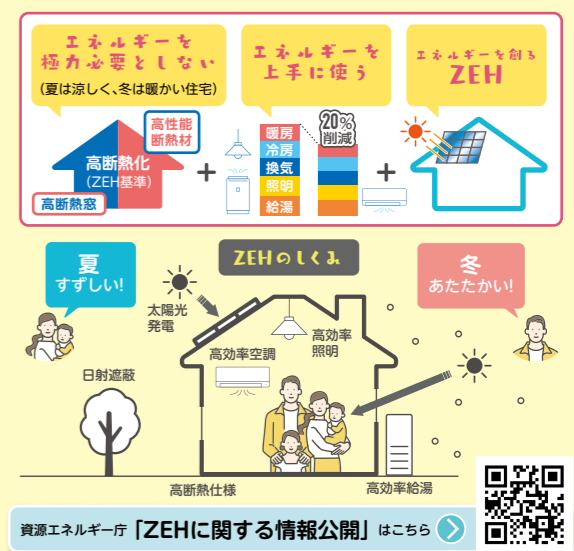 エネルギーを
極力必要としない
(夏は涼しく、冬は暖かい住宅)
高性能
断熱材
高断熱化
(ZEH基準)
高断熱窓
+
エネルギーを
上手に使う
暖房
冷房
換気
照明
給湯
20%
削減
+
エネルギーを創る
ZEH
ZEHのしくみ
夏
すずしい!
冬
あたたかい!
太陽光
発電
高効率
照明
高効率空調
日射遮蔽
高断熱仕様
高効率給湯
資源エネルギー庁「ZEHに関する情報公開」はこちら